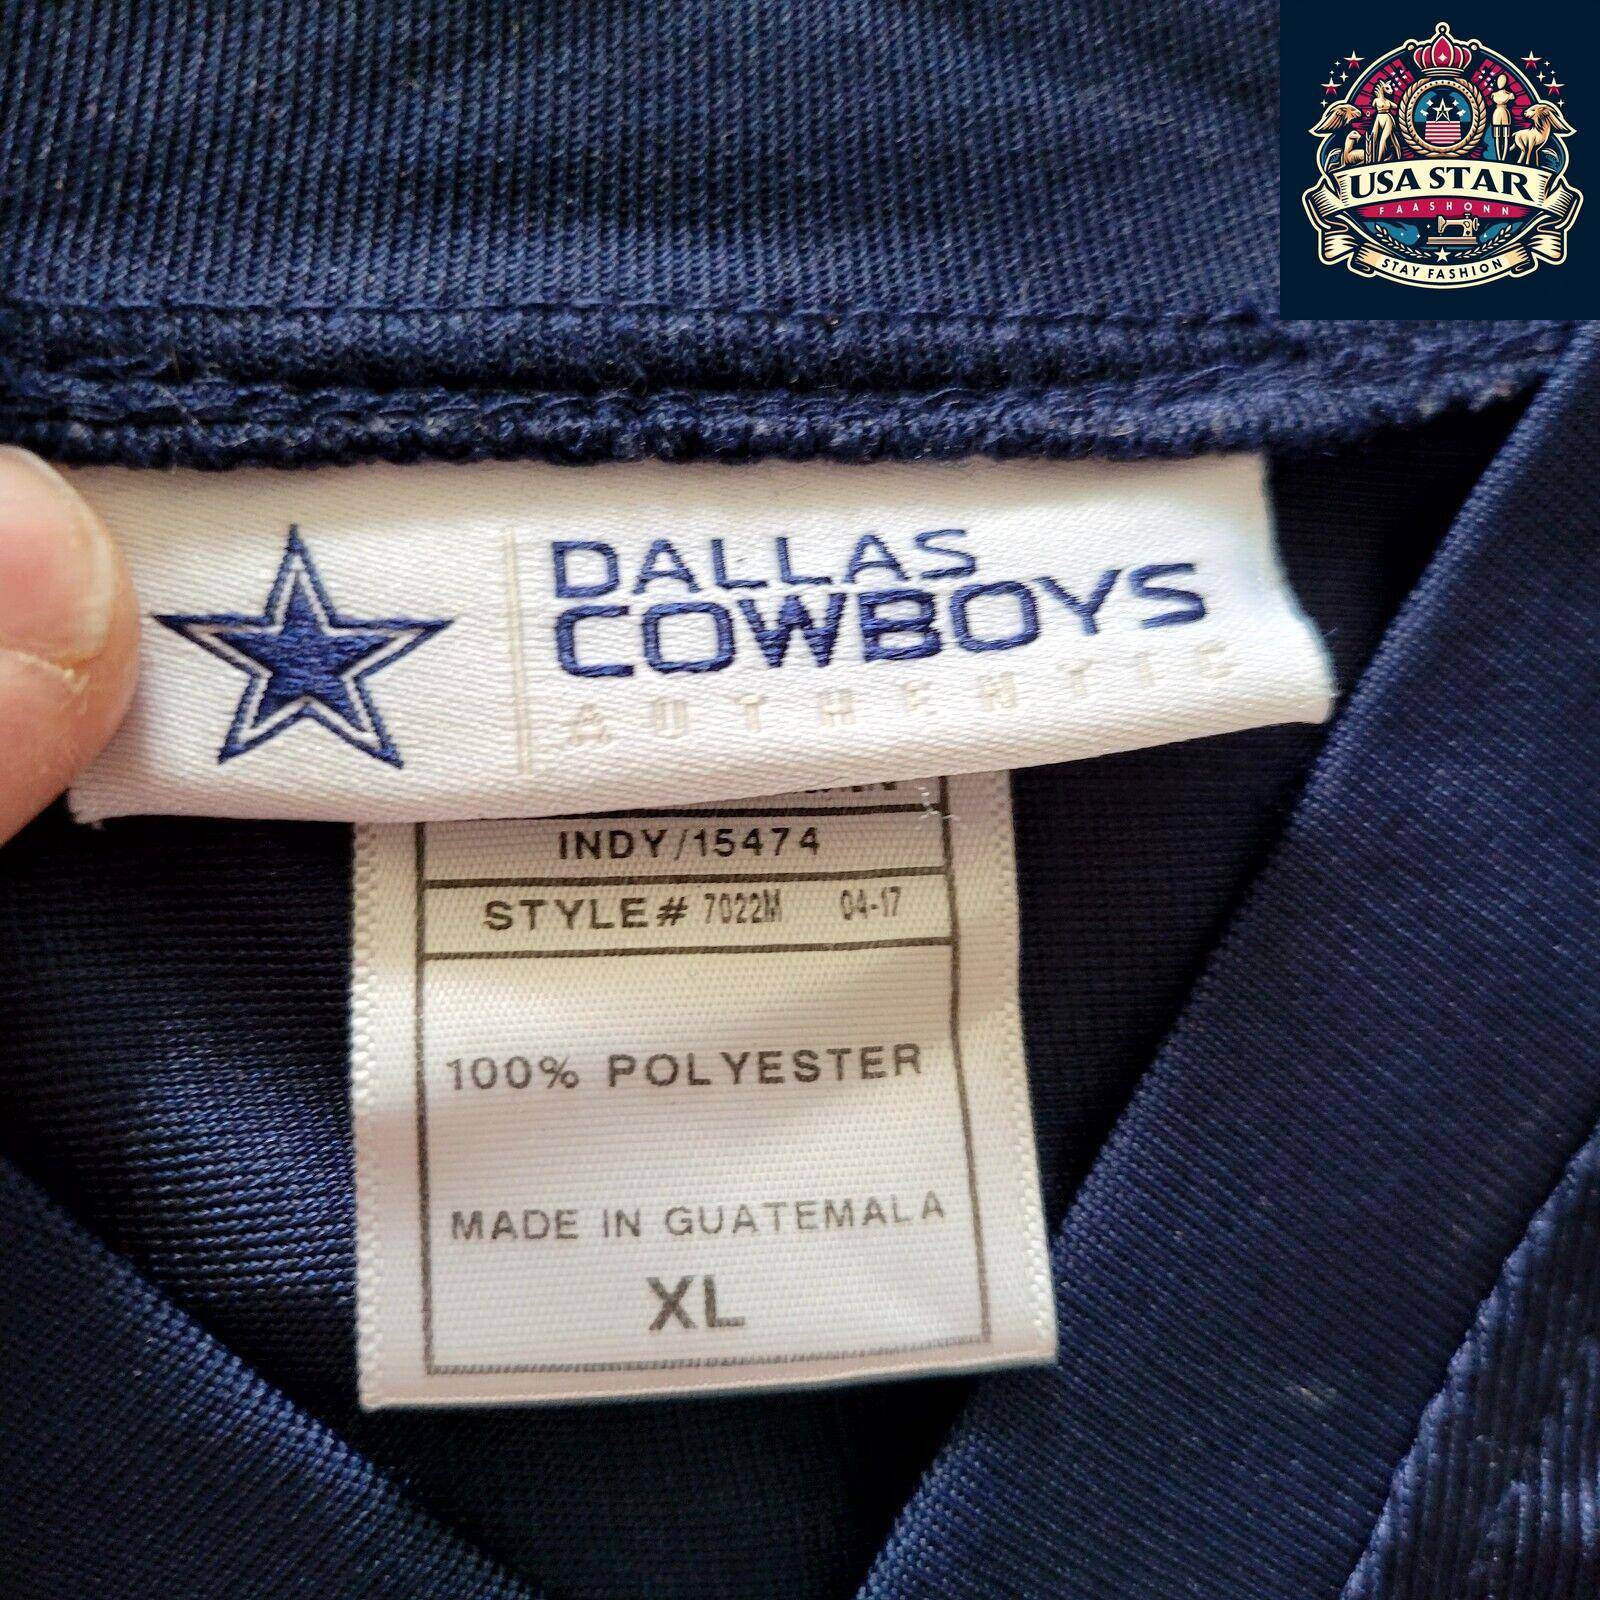 USA STAR
FAASHONN
STAY FASHION
DALLAS
COWBOYS
AUTHENTIC
INDY/15474
STYLE# 7022M 04-17
100% POLYESTER
MADE IN GUATEMALA
XL